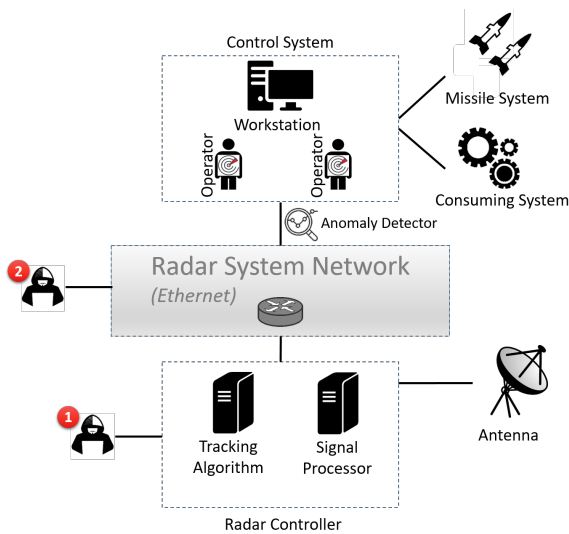 Control System
Workstation
Operator
Operator
Missile System
Consuming System
Anomaly Detector
Radar System Network
(Ethernet)
2
1
Tracking
Algorithm
Signal
Processor
Antenna
Radar Controller